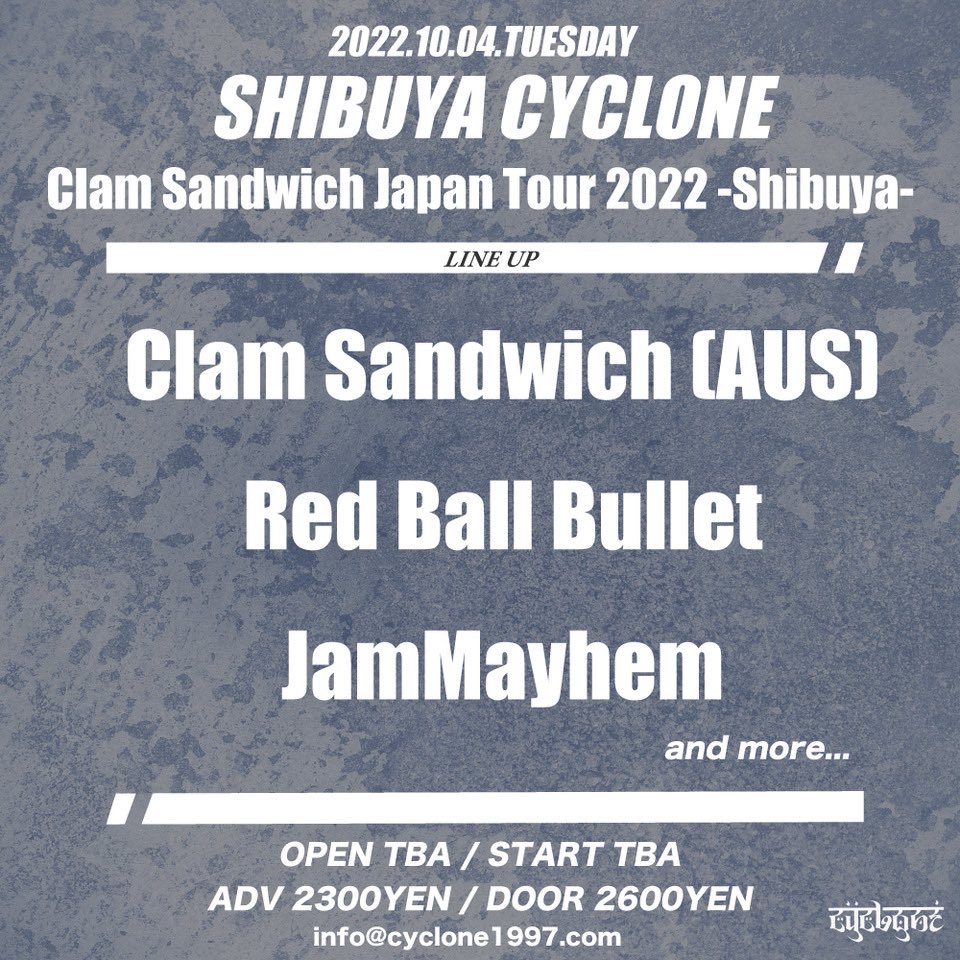 2022.10.04.TUESDAY
SHIBUYA CYCLONE
Clam Sandwich Japan Tour 2022 -Shibuya-
LINE UP
Clam Sandwich (AUS)
Red Ball Bullet
JamMayhem
and more...
OPEN TBA / START TBA
ADV 2300YEN / DOOR 2600YEN
info@cyclone1997.com
cyclone